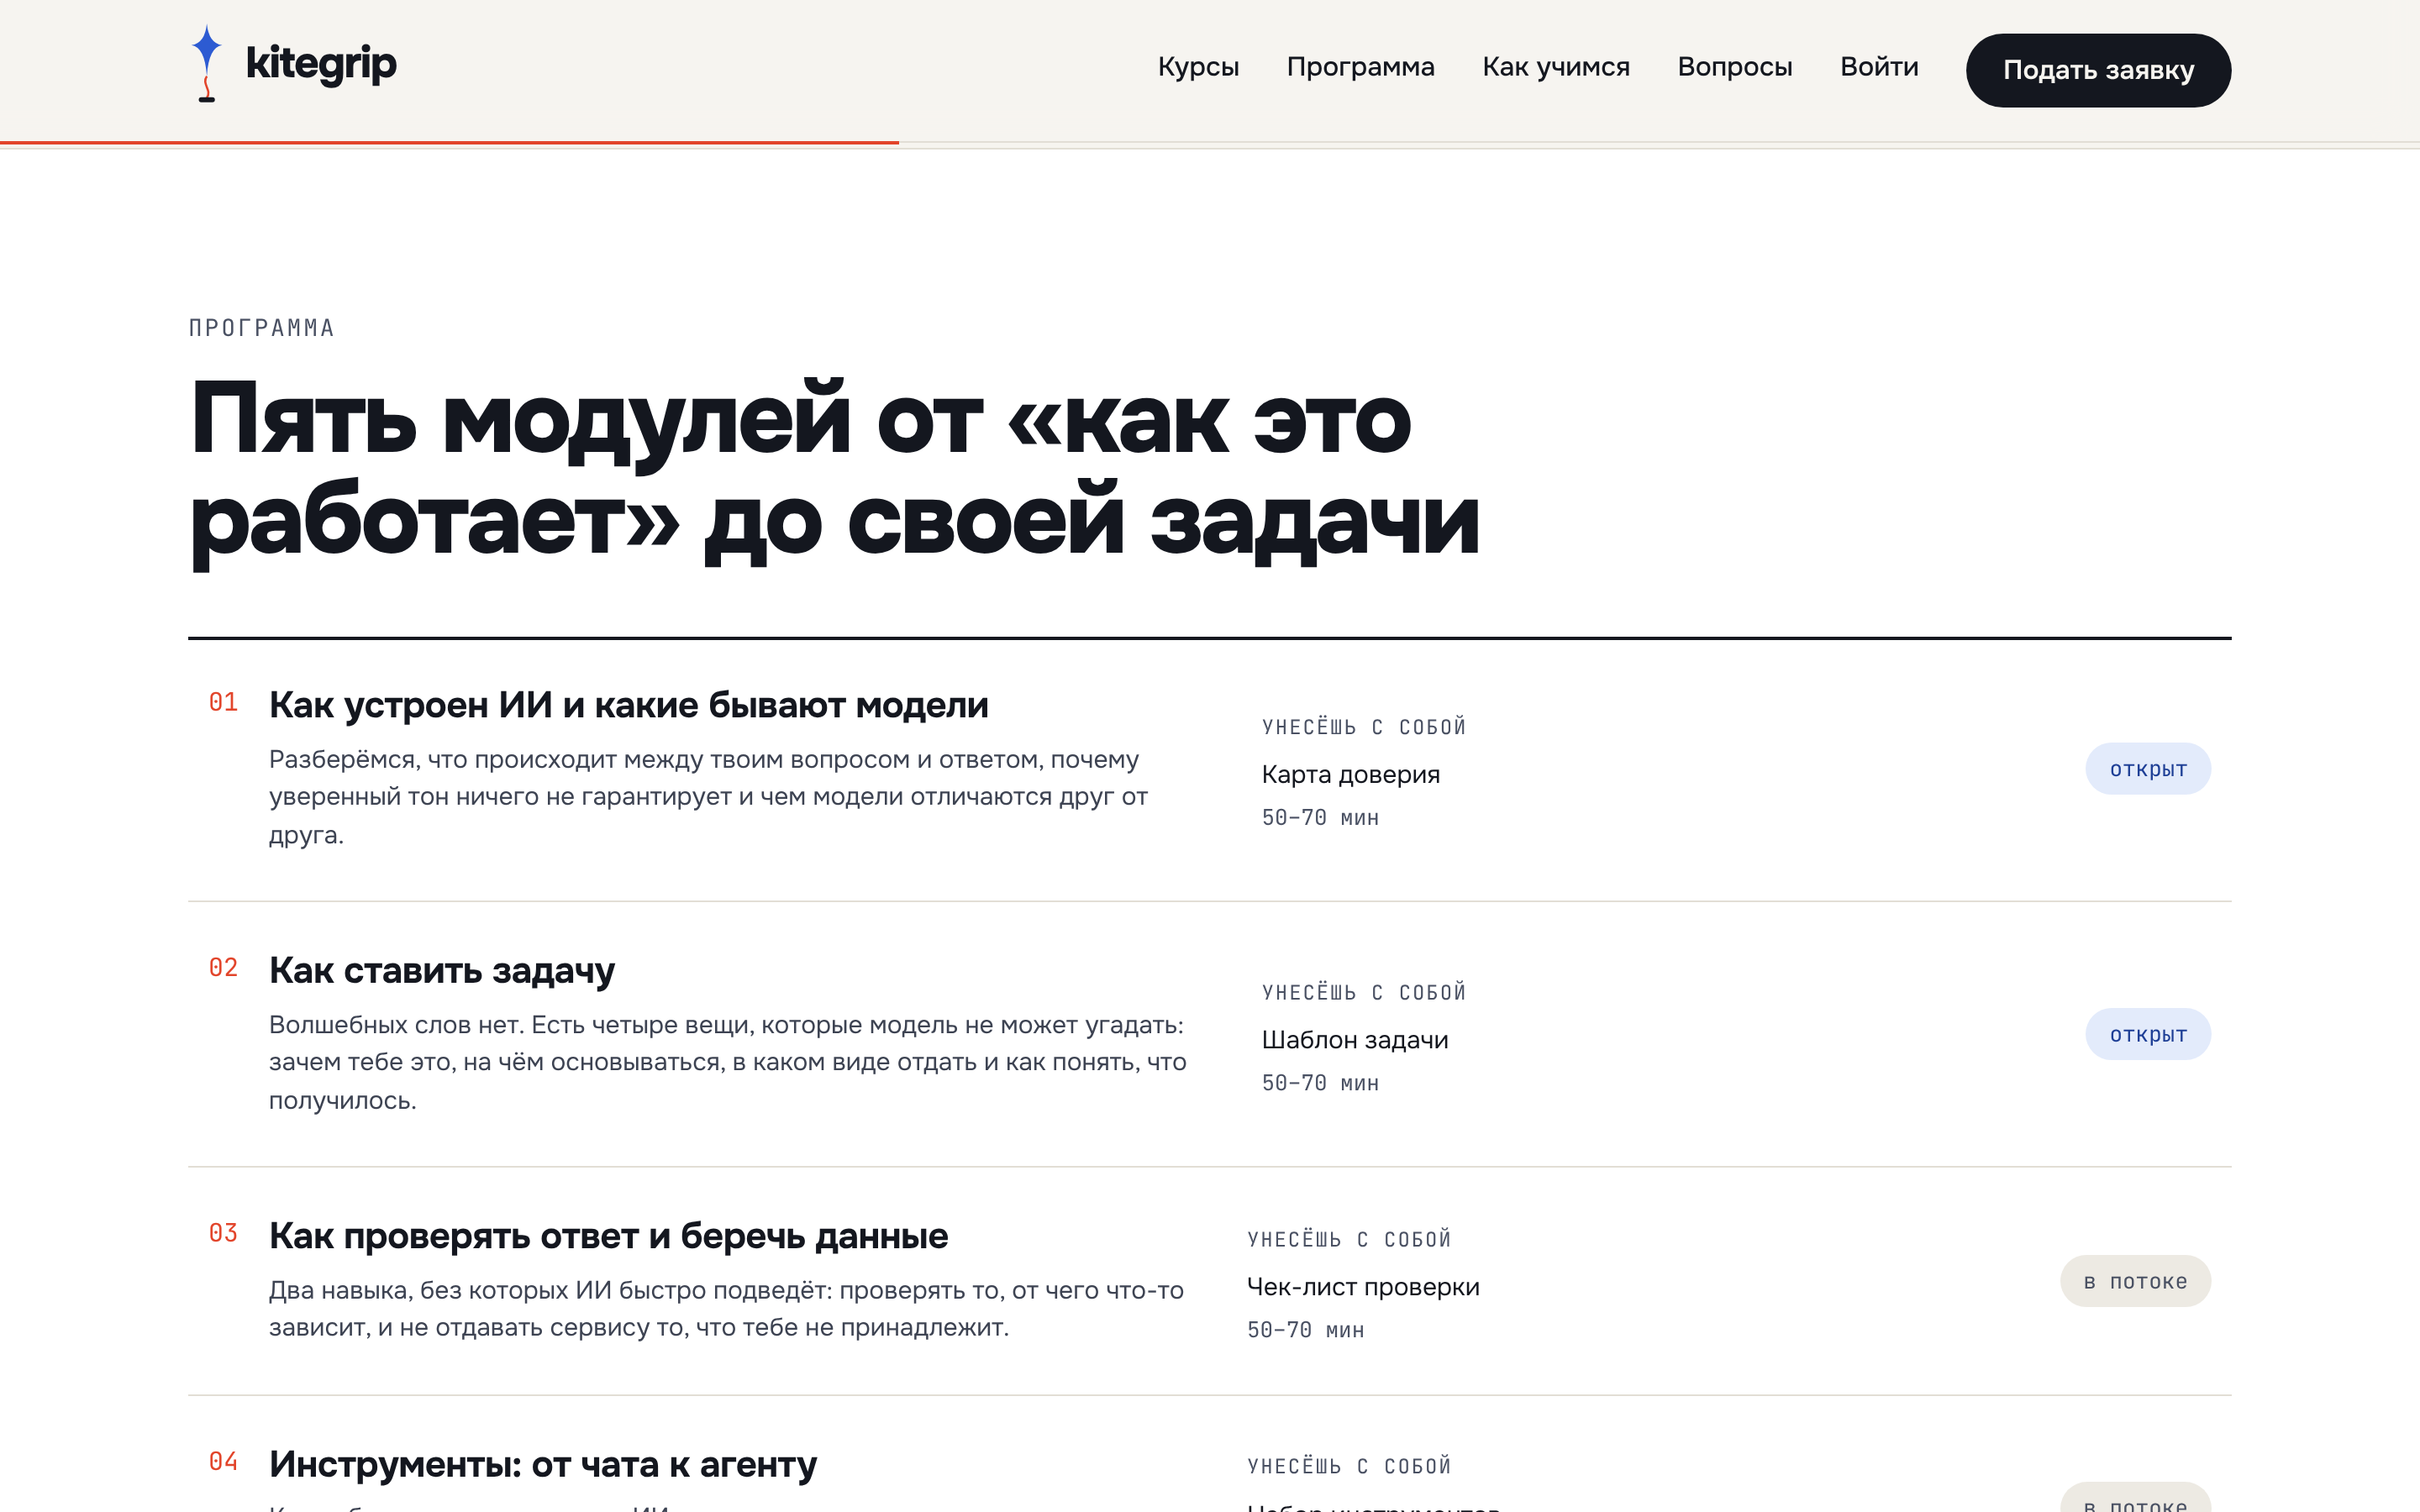 kitegrip
Курсы
Программа
Как учимся
Вопросы
Войти
Подать заявку
ПРОГРАММА
Пять модулей от «как это
работает» до своей задачи
01
Как устроен ИИ и какие бывают модели
Разберёмся, что происходит между твоим вопросом и ответом, почему
уверенный тон ничего не гарантирует и чем модели отличаются друг от
друга.
УНЕСЁШЬ С СОБОЙ
Карта доверия
50–70 мин
открыт
02
Как ставить задачу
Волшебных слов нет. Есть четыре вещи, которые модель не может угадать:
зачем тебе это, на чём основываться, в каком виде отдать и как понять, что
получилось.
УНЕСЁШЬ С СОБОЙ
Шаблон задачи
50–70 мин
открыт
03
Как проверять ответ и беречь данные
Два навыка, без которых ИИ быстро подведёт: проверять то, от чего что-то
зависит, и не отдавать сервису то, что тебе не принадлежит.
УНЕСЁШЬ С СОБОЙ
Чек-лист проверки
50–70 мин
в потоке
04
Инструменты: от чата к агенту
УНЕСЁШЬ С СОБОЙ
в потоке